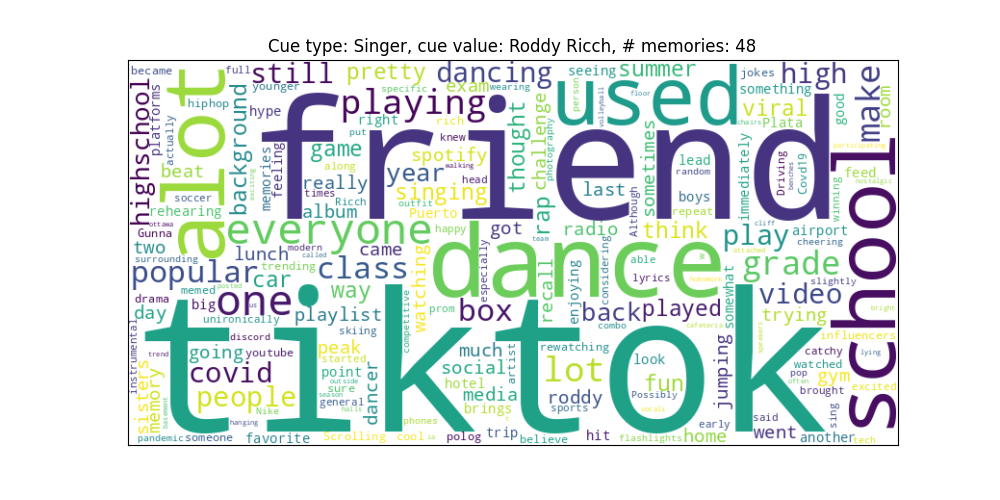 Cue type: Singer, cue value: Roddy Ricch, # memories: 48
became
full
younger
still
specific
pretty
wearing
dancing
exam
seeing
person
summer
jokes
something
high
hiphop
platforms
actually
highschool
alot
background
hype
playing
put
right
rich
knew
thought
challenge
photography
used
volleyball
floor
viral
chairs
Plata
good
make
room
participating
beat
soccer
memories
feeling
friend
game
along
year
spotify
walking
head
rap
sometimes
lead
random
immediately
Driving
benches
Covd19
feed
nostalgic
winning
rehearing
ottawa
Gunna
really
times
Ricch
album
outfit
singing
Puerto
last
boys
repeat
Although
cliff
airport
cheering
school
two
surrounding
everyone
modern
called
lunch
came
happy
got
team
radio
think
play
attached
popular
trending
class
dance
especially
recall
enjoying
considering
able
lyrics
homework
somewhat
grade
slightly
drama
memed
posted
car
way
watching
day
big
one
us
playlist
box
combo
back
played
video
trying
bright
instrumental
unironically
discord
skiing
competitive
prom
tiktok
influencers
trend
going
youtube
peak
started
much
artist
rewatching
look
cafeteria
speakers
catchy
lying
covid
point
outside
social
hotel
lot
fun
jumping
pop
watched
gym
often
excited
sisters
memory
basement
people
Nike
sure
season
general
dancer
media
brings
roddy
sports
Possibly
vocals
brought
hanging
halls
phones
early
said
sing
pandemic
someone
favorite
Scrolling
cool
polog
trip
believe
hit
flashlights
home
went
another
tech